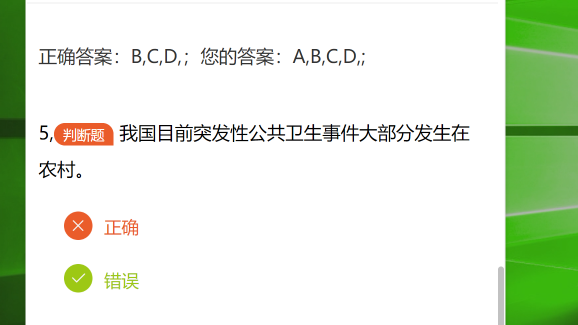 正确答案：B,C,D,；您的答案：A,B,C,D,;
5,判断题 我国目前突发性公共卫生事件大部分发生在
农村。
正确
错误